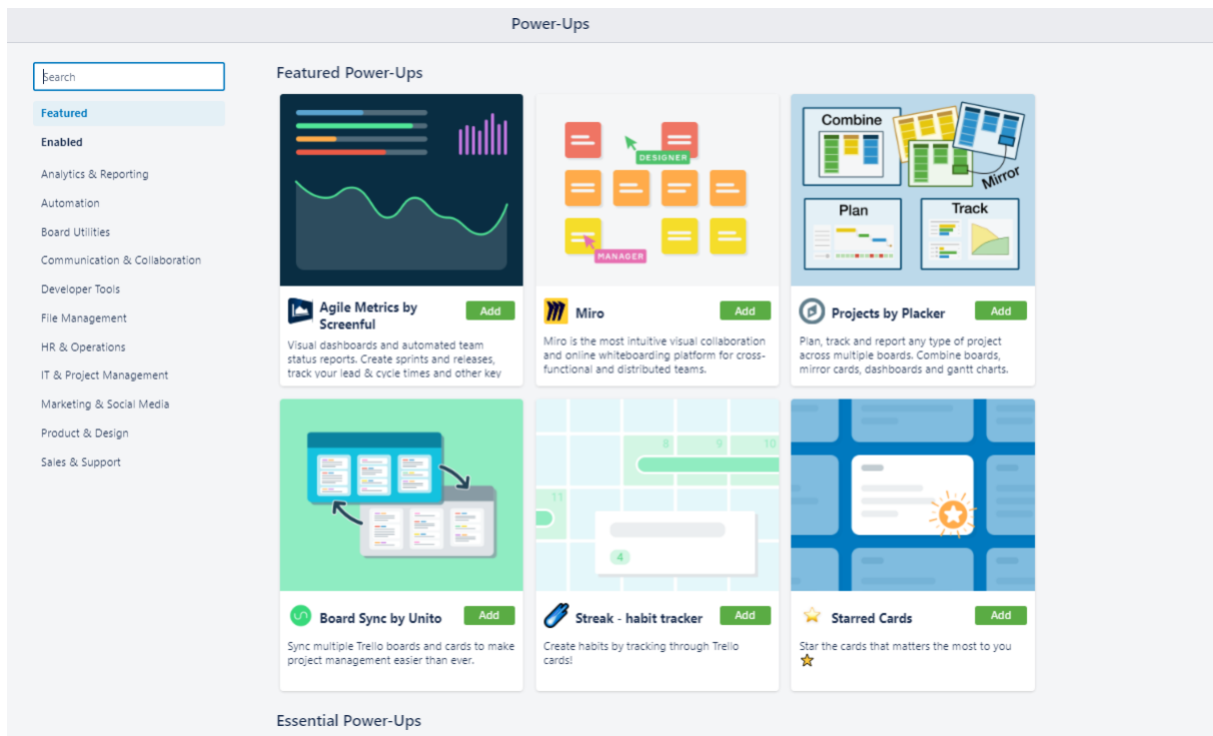 Power-Ups
Search
Featured
Enabled
Analytics & Reporting
Automation
Board Utilities
Communication & Collaboration
Developer Tools
File Management
HR & Operations
IT & Project Management
Marketing & Social Media
Product & Design
Sales & Support
Featured Power-Ups
Agile Metrics by
Screenful
Add
Visual dashboards and automated team
status reports. Create sprints and releases,
track your lead & cycle times and other key
DESIGNER
MANAGER
Miro
Add
Miro is the most intuitive visual collaboration
and online whiteboarding platform for cross-
functional and distributed teams.
Combine
Mirror
Plan
Track
Projects by Placker
Add
Plan, track and report any type of project
across multiple boards. Combine boards,
mirror cards, dashboards and gantt charts.
Board Sync by Unito
Add
Sync multiple Trello boards and cards to make
project management easier than ever.
8
9
10
11
4
Streak - habit tracker
Add
Create habits by tracking through Trello
cards!
Starred Cards
Add
Star the cards that matters the most to you
Essential Power-Ups